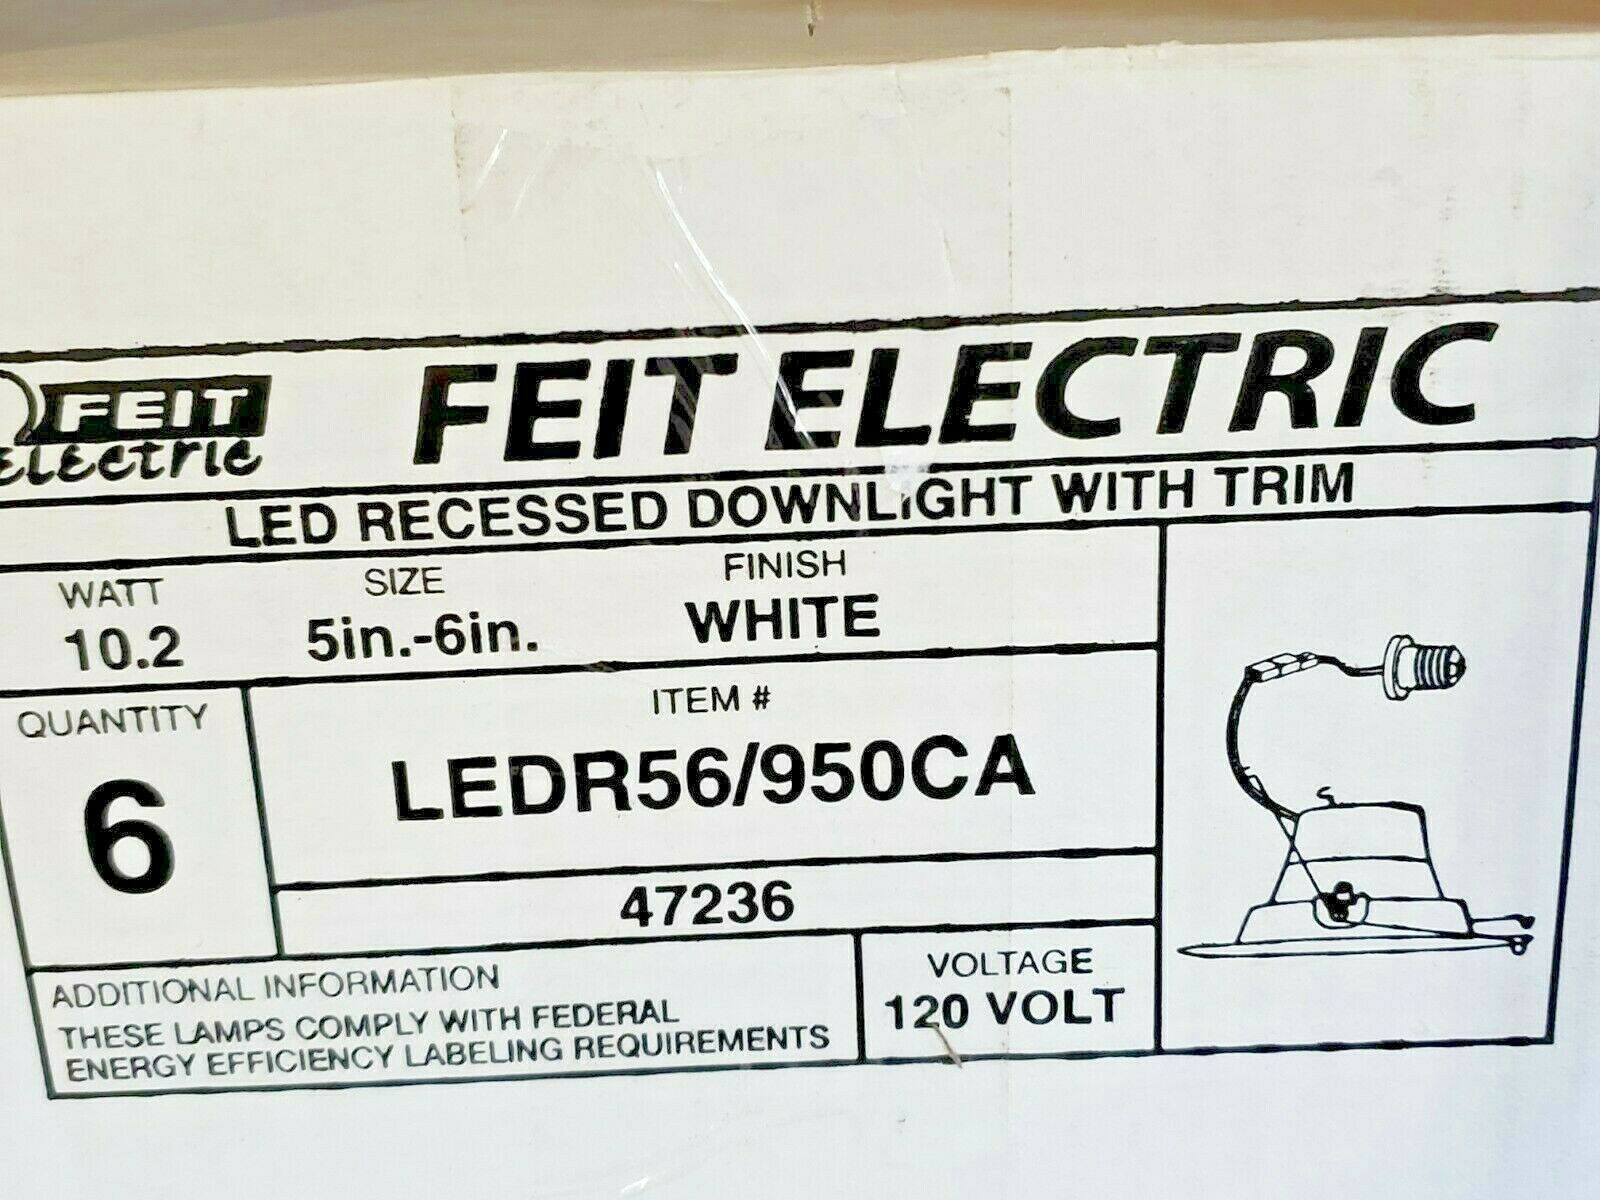 FEIT
ELECTRIC
FEIT ELECTRIC
LED RECESSED DOWNLIGHT WITH TRIM
WATT
10.2
SIZE
5in.-6in.
FINISH
WHITE
QUANTITY
6
ITEM #
LEDR56/950CA
47236
ADDITIONAL INFORMATION
THESE LAMPS COMPLY WITH FEDERAL
ENERGY EFFICIENCY LABELING REQUIREMENTS
VOLTAGE
120 VOLT